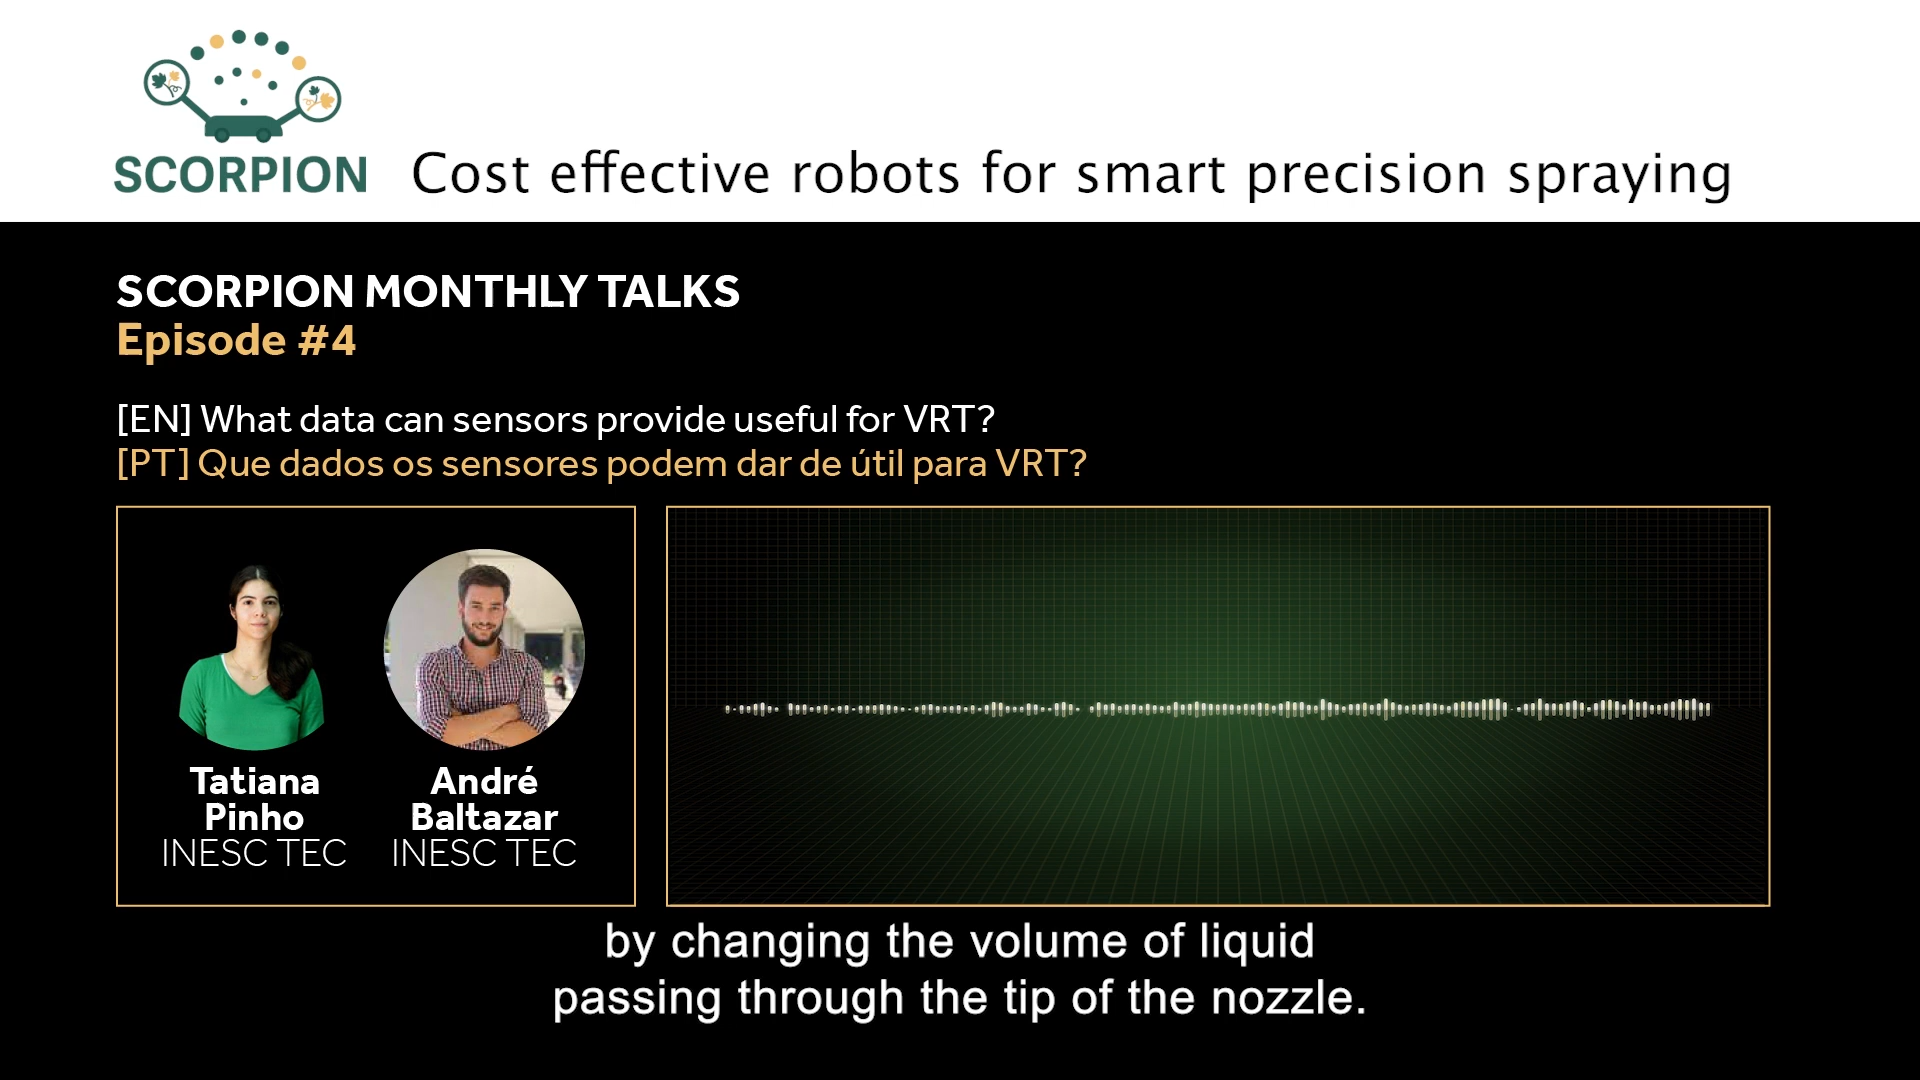 SCORPION
Cost effective robots for smart precision spraying
SCORPION MONTHLY TALKS
Episode #4
[EN] What data can sensors provide useful for VRT?
[PT] Que dados os sensores podem dar de útil para VRT?
Tatiana
Pinho
INESC TEC
André
Baltazar
INESC TEC
by changing the volume of liquid
passing through the tip of the nozzle.